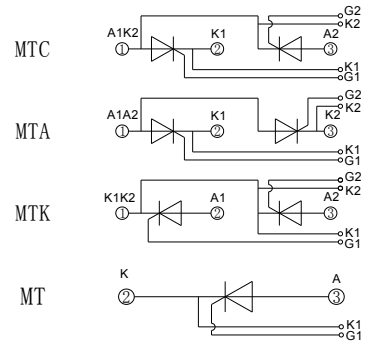 G2
K2
A1K2 K1 A2
MTC ① ② ③
K1
G1
G2
A1A2 K1 K2 K2
MTA ① ② ③
K1
G1
G2
K1K2 A1 A2 K2
MTK ① ② ③
K1
G1
K A
MT ② ③
K1
G1